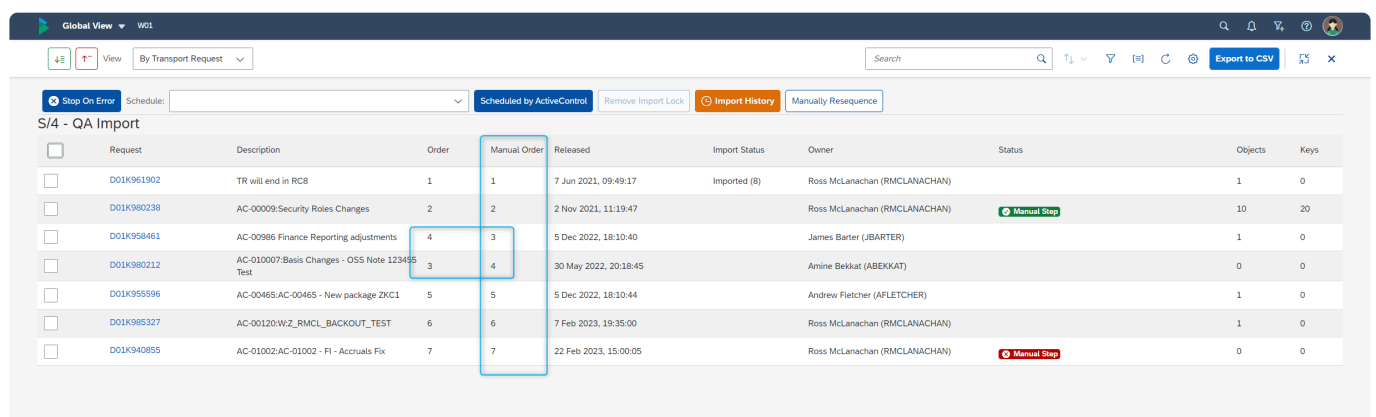 Global View W01
View By Transport Request Search Export to CSV
Stop On Error Schedule: Scheduled by ActiveControl Remove Import Lock Import History Manually Resequence
S/4 - QA Import
Request Description Order Manual Order Released Import Status Owner Status Objects Keys
D01K961902 TR will end in RC8 1 1 7 Jun 2021, 09:49:17 Imported (8) Ross McLanachan (RMCLANACHAN) 1 0
D01K980238 AC-00009:Security Roles Changes 2 2 2 Nov 2021, 11:19:47 Ross McLanachan (RMCLANACHAN) Manual Step 10 20
D01K958461 AC-00986 Finance Reporting adjustments 4 3 5 Dec 2022, 18:10:40 James Barter (JBARTER) 1 0
D01K980212 AC-010007:Basis Changes - OSS Note 123455 3 4 30 May 2022, 20:18:45 Amine Bekkat (ABEKKAT) 0 0
Test
D01K955596 AC-00465:AC-00465 - New package ZKC1 5 5 5 Dec 2022, 18:10:44 Andrew Fletcher (AFLETCHER) 1 0
D01K985327 AC-00120:W:Z_RMCL_BACKOUT_TEST 6 6 7 Feb 2023, 19:35:00 Ross McLanachan (RMCLANACHAN) 1 0
D01K940855 AC-01002:AC-01002 - FI - Accruals Fix 7 7 22 Feb 2023, 15:00:05 Ross McLanachan (RMCLANACHAN) Manual Step 0 0